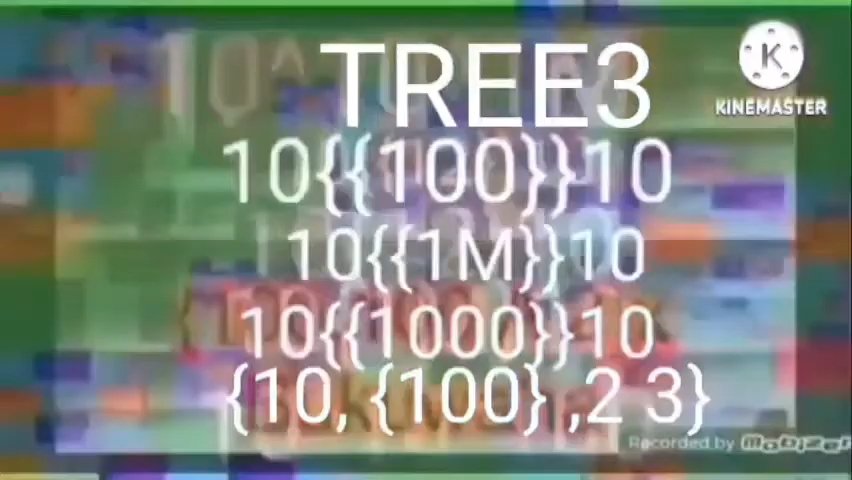 TREE3
K
KINEMASTER
10{{100}}10
10{{1M}}10
10{{1000}}10
{10, {100} ,2 3}
Recorded by